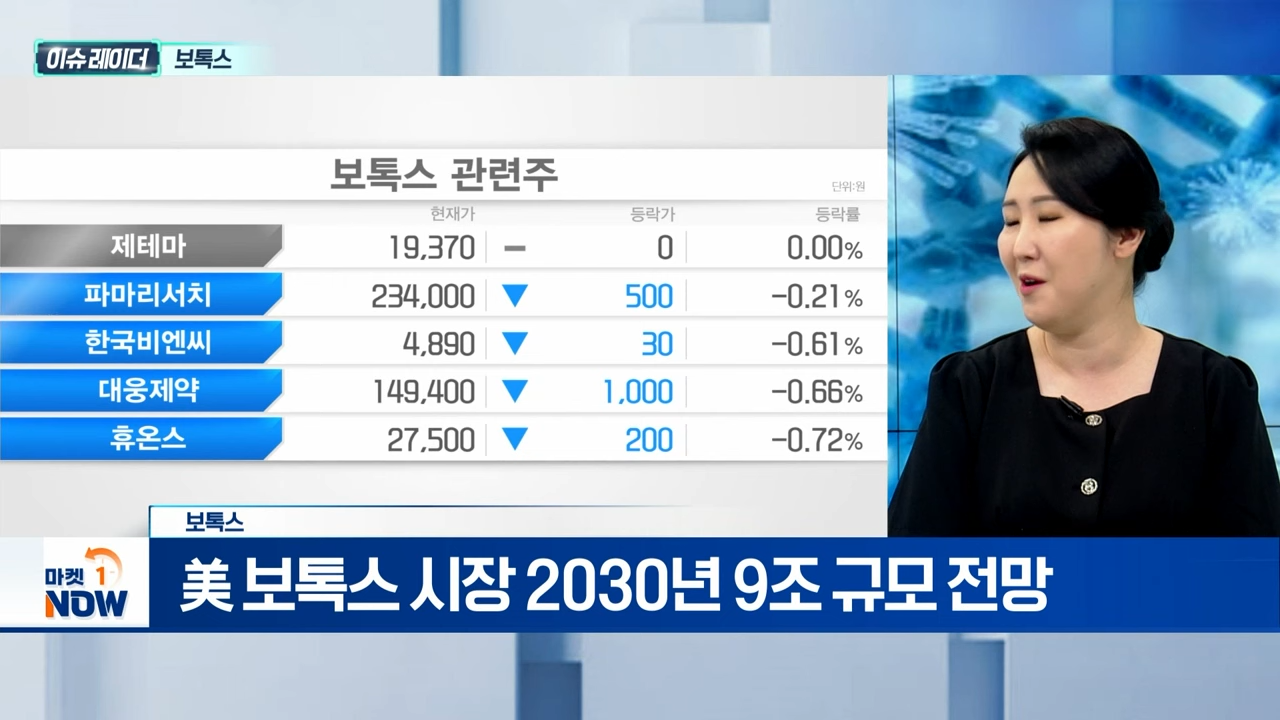 이슈 레이더 보톡스
보톡스 관련주
단위:원
현재가 등락가 등락률
제테마 19,370 0 0.00%
파마리서치 234,000 ▼ 500 -0.21%
한국비엔씨 4,890 ▼ 30 -0.61%
대웅제약 149,400 ▼ 1,000 -0.66%
휴온스 27,500 ▼ 200 -0.72%
보톡스
마켓 1
NOW
美 보톡스 시장 2030년 9조 규모 전망